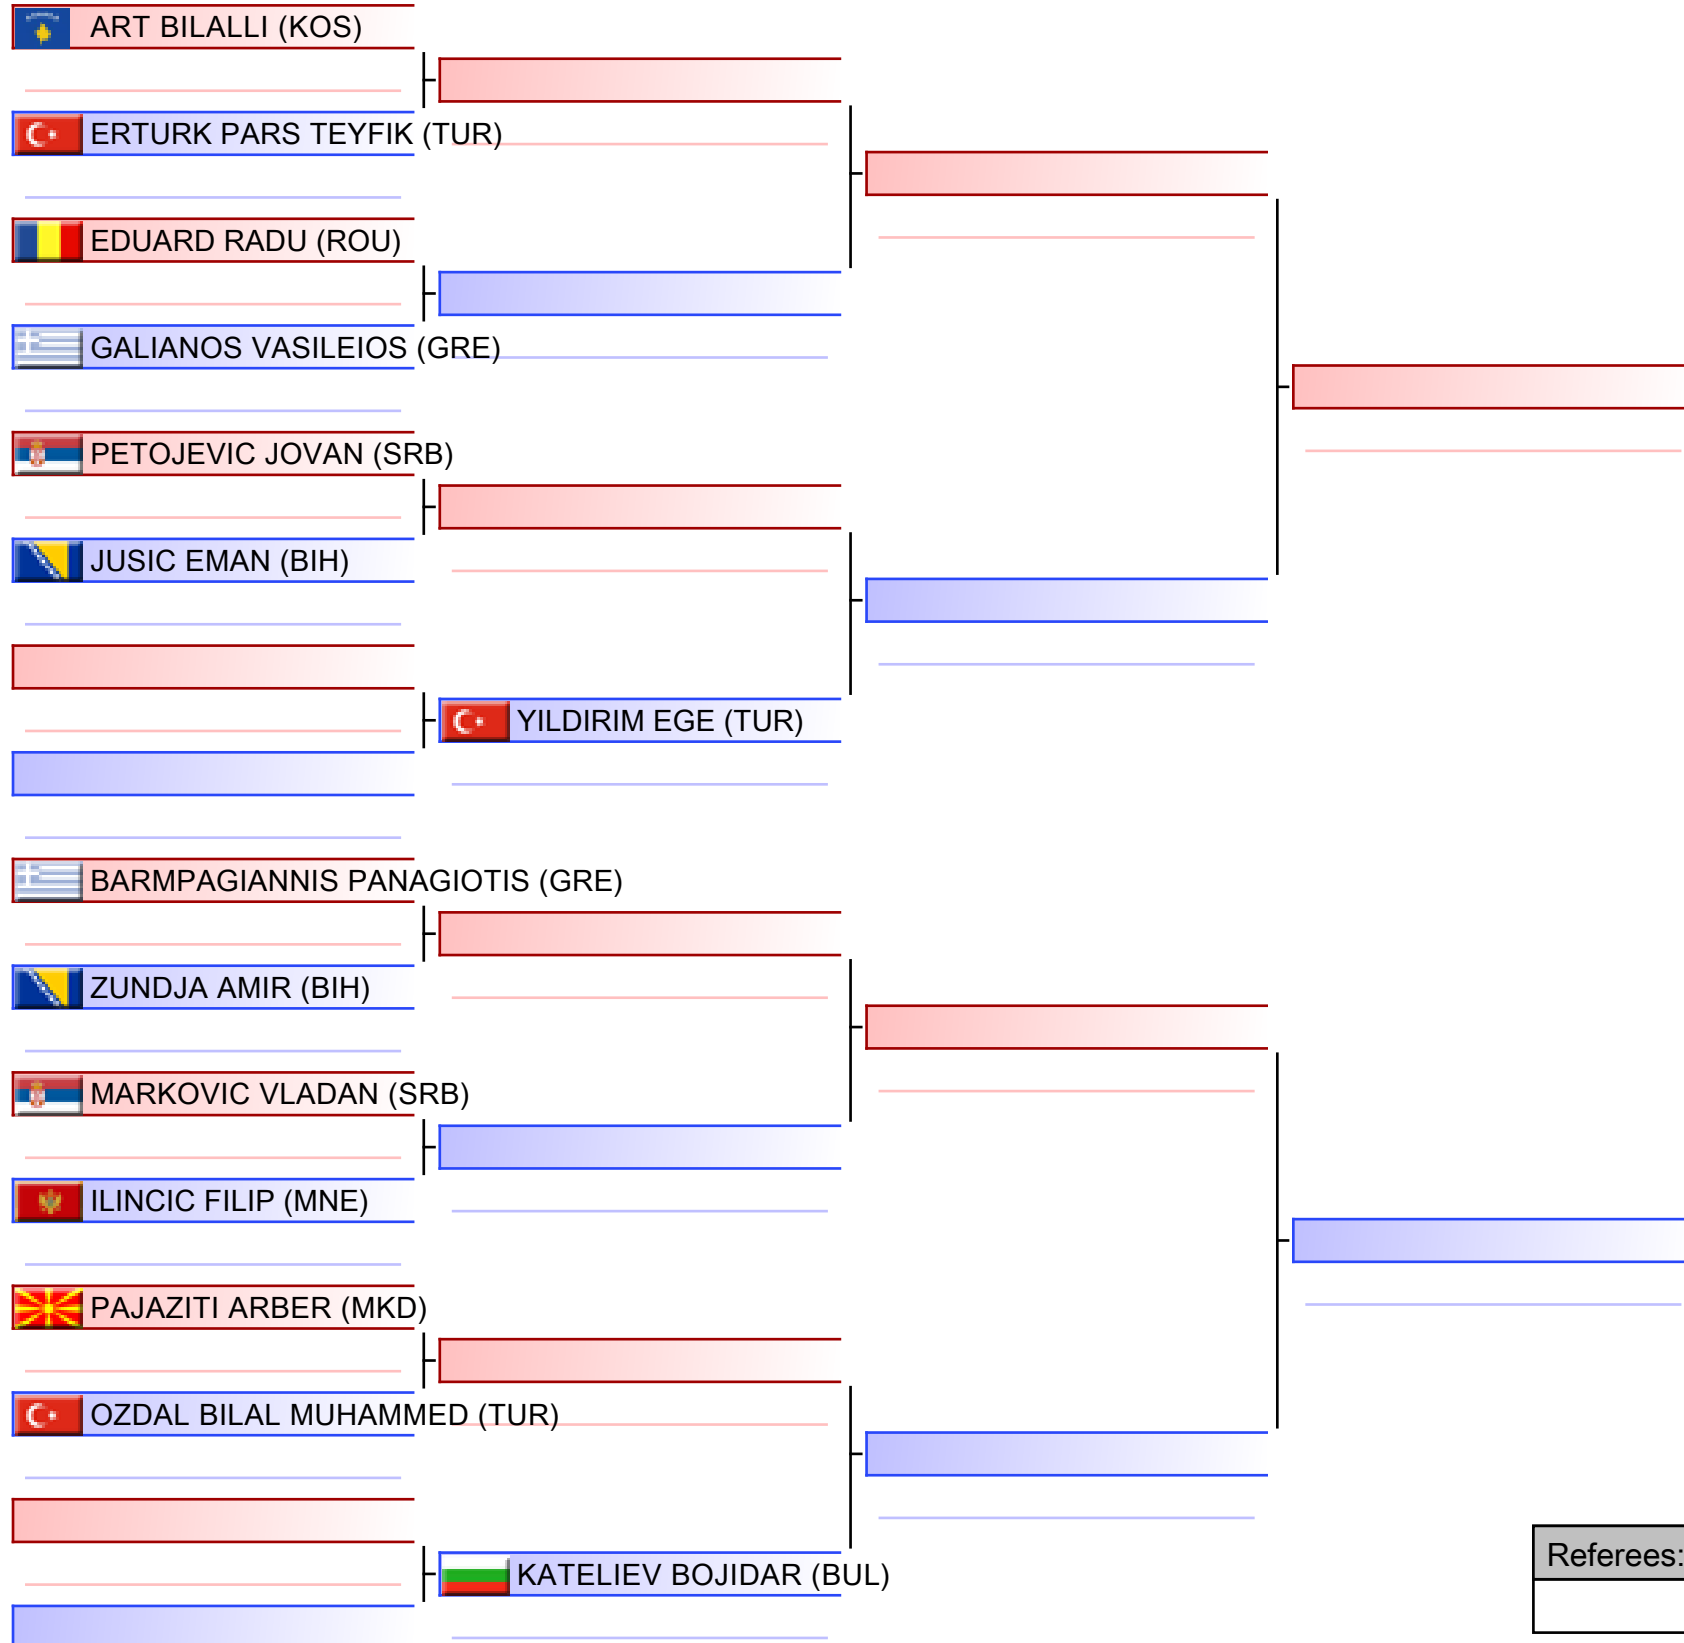 ART BILALLI (KOS)
ERTURK PARS TEYFIK (TUR)
EDUARD RADU (ROU)
GALIANOS VASILEIOS (GRE)
PETOJEVIC JOVAN (SRB)
JUSIC EMAN (BIH)
YILDIRIM EGE (TUR)
BARMPAGIANNIS PANAGIOTIS (GRE)
ZUNDJA AMIR (BIH)
MARKOVIC VLADAN (SRB)
ILINCIC FILIP (MNE)
PAJAZITI ARBER (MKD)
OZDAL BILAL MUHAMMED (TUR)
KATELIEV BOJIDAR (BUL)
Referees: